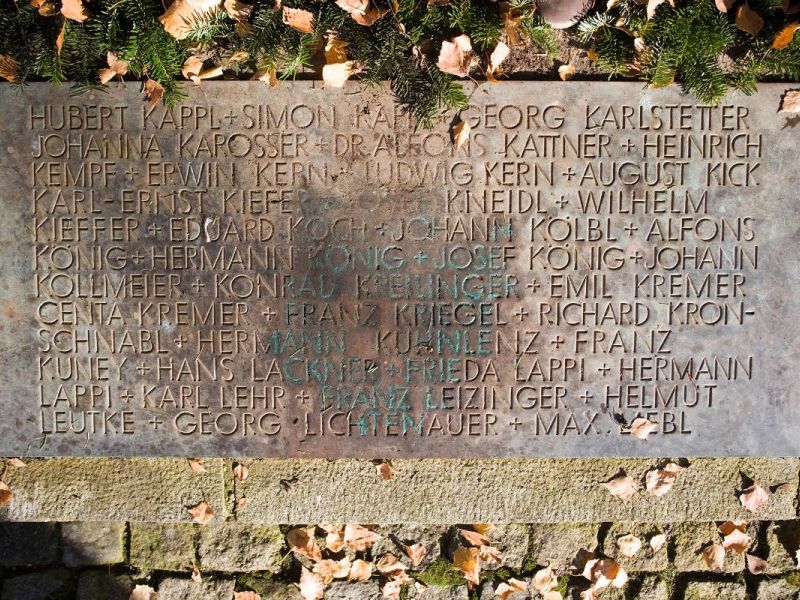 HUBERT KAPPL + SIMON KAPPL + GEORG KARLSTETTER
JOHANNA KAROSSER + DR.ALFONS KATTNER + HEINRICH
KEMPF + ERWIN KERN + LUDWIG KERN + AUGUST KICK
KARL-ERNST KIEFER KNEIDL + WILHELM
KIEFFER + EDUARD KOCH + JOHANN KÖLBL + ALFONS
KÖNIG + HERMANN KÖNIG + JOSEF KÖNIG + JOHANN
KOLLMEIER + KONRAD KREILINGER + EMIL KREMER
CENTA KREMER + FRANZ KRIEGEL + RICHARD KRON-
SCHNABL + HERMANN KÜHNLENZ + FRANZ
KUNEY + HANS LACKNER + FRIEDA LAPPI + HERMANN
LAPPI + KARL LEHR + FRANZ LEIZINGER + HELMUT
LEUTKE + GEORG LICHTENAUER + MAX LIEBL